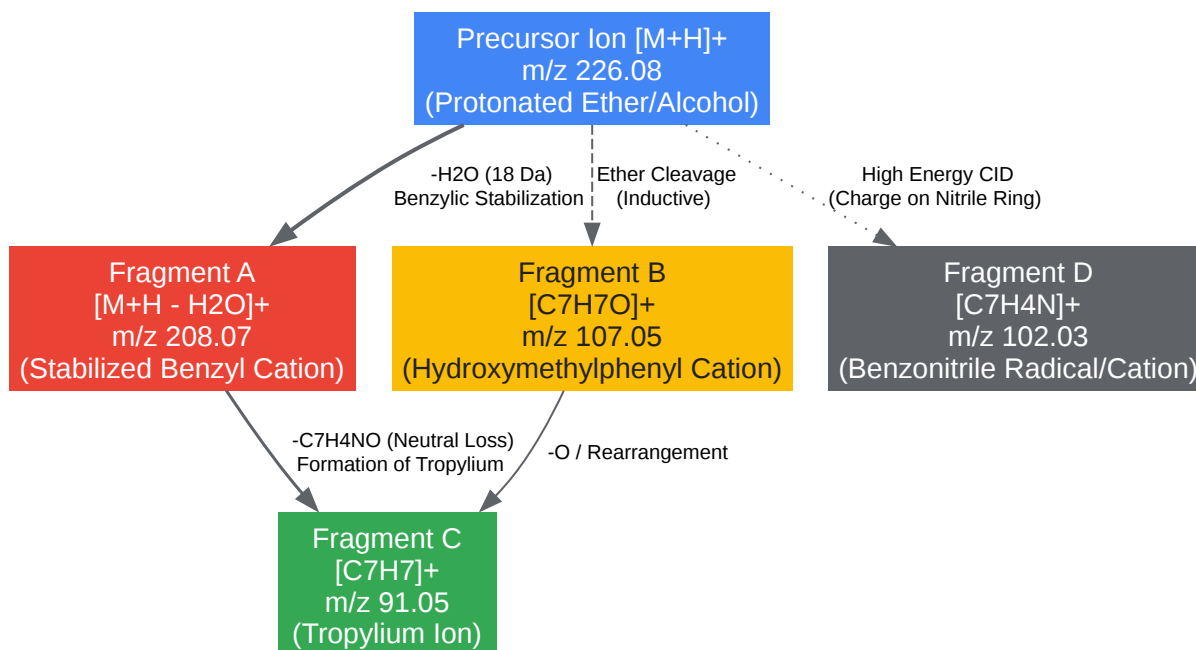 Precursor Ion [M+H]+
m/z 226.08
(Protonated Ether/Alcohol)
-H2O (18 Da)
Benzylic Stabilization
Ether Cleavage
(Inductive)
High Energy CID
(Charge on Nitrile Ring)
Fragment A
[M+H - H2O]+
m/z 208.07
(Stabilized Benzyl Cation)
Fragment B
[C7H7O]+
m/z 107.05
(Hydroxymethylphenyl Cation)
Fragment D
[C7H4N]+
m/z 102.03
(Benzonitrile Radical/Cation)
-C7H4NO (Neutral Loss)
Formation of Tropylium
-O / Rearrangement
Fragment C
[C7H7]+
m/z 91.05
(Tropylium Ion)